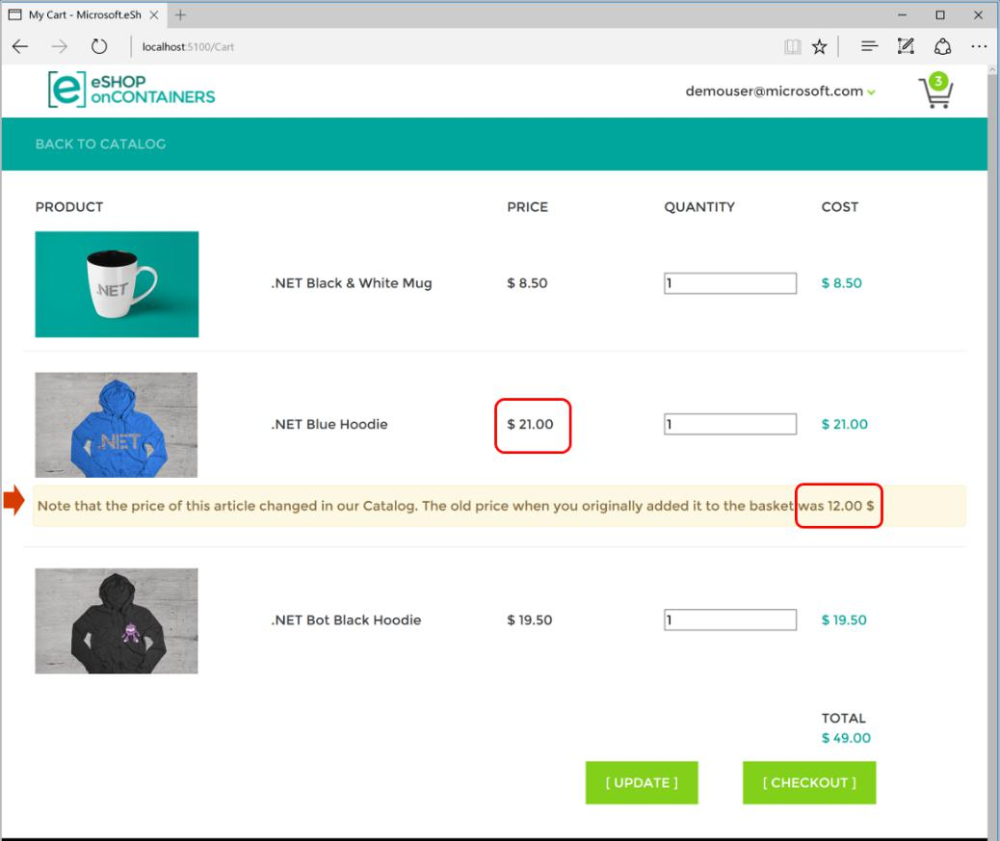 My Cart - Microsoft.eSh
localhost:5100/Cart
eSHOP
onCONTAINERS
demouser@microsoft.com
3
BACK TO CATALOG
PRODUCT PRICE QUANTITY COST
.NET
.NET Black & White Mug $ 8.50 1 $ 8.50
.NET
.NET Blue Hoodie $ 21.00 1 $ 21.00
Note that the price of this article changed in our Catalog. The old price when you originally added it to the basket was 12.00 $
.NET Bot Black Hoodie $ 19.50 1 $ 19.50
TOTAL
$ 49.00
[ UPDATE ] [ CHECKOUT ]